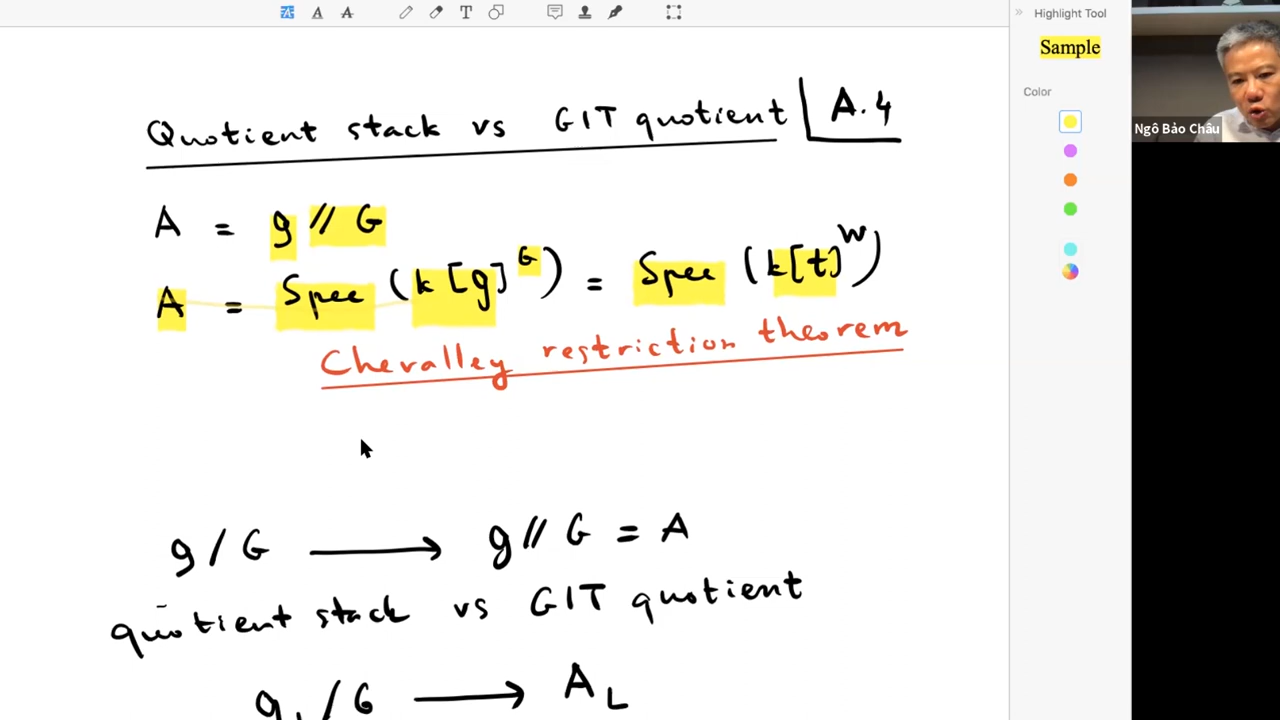 Highlight Tool
Sample
Color
Ngô Bảo Châu
Quotient stack vs GIT quotient A.4
A = g // G
A = Spec (k[g]^G) = Spec (k[t]^W)
Chevalley restriction theorem
g / G ⟶ g // G = A
quotient stack vs GIT quotient
g_L / G ⟶ A_L